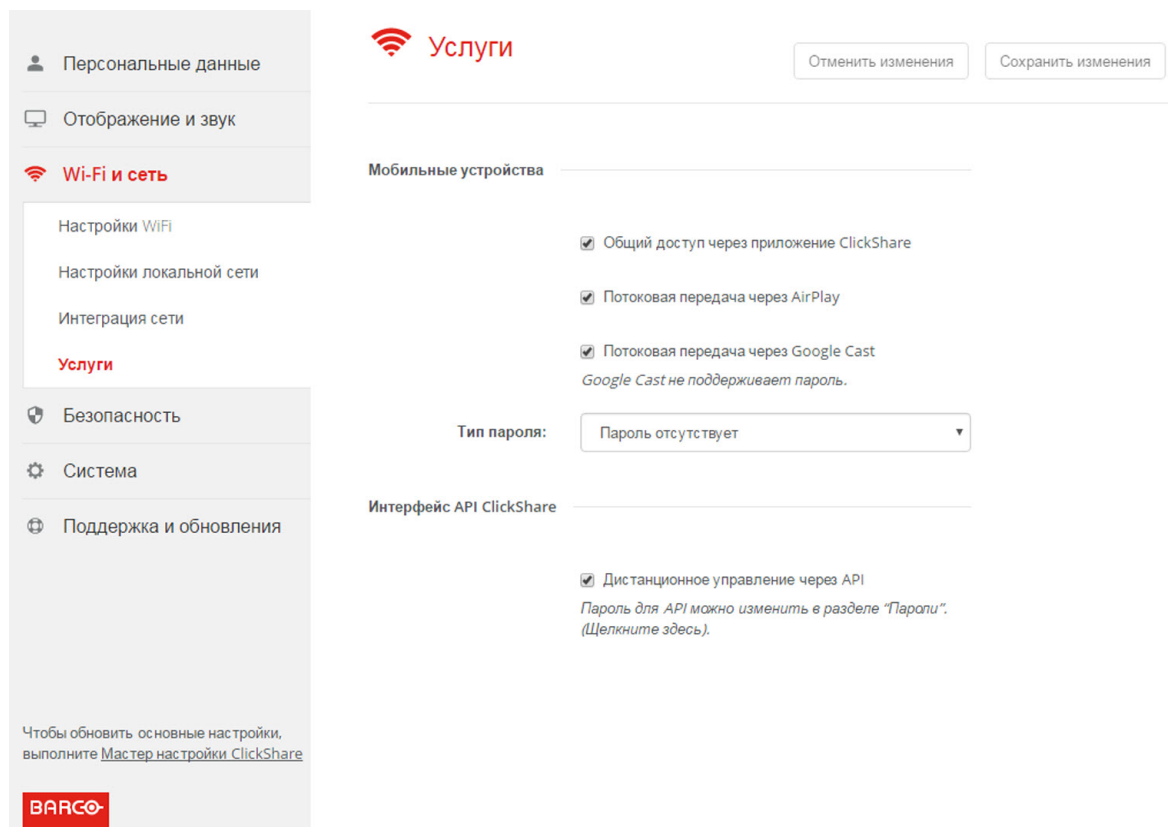 Персональные данные
Отображение и звук
Wi-Fi и сеть
Настройки WiFi
Настройки локальной сети
Интеграция сети
Услуги
Безопасность
Система
Поддержка и обновления
Чтобы обновить основные настройки,
выполните Мастер настройки ClickShare
BARCO
Услуги
Отменить изменения
Сохранить изменения
Мобильные устройства
Общий доступ через приложение ClickShare
Потоковая передача через AirPlay
Потоковая передача через Google Cast
Google Cast не поддерживает пароль.
Тип пароля:
Пароль отсутствует
Интерфейс API ClickShare
Дистанционное управление через API
Пароль для API можно изменить в разделе “Пароли”.
(Щелкните здесь).